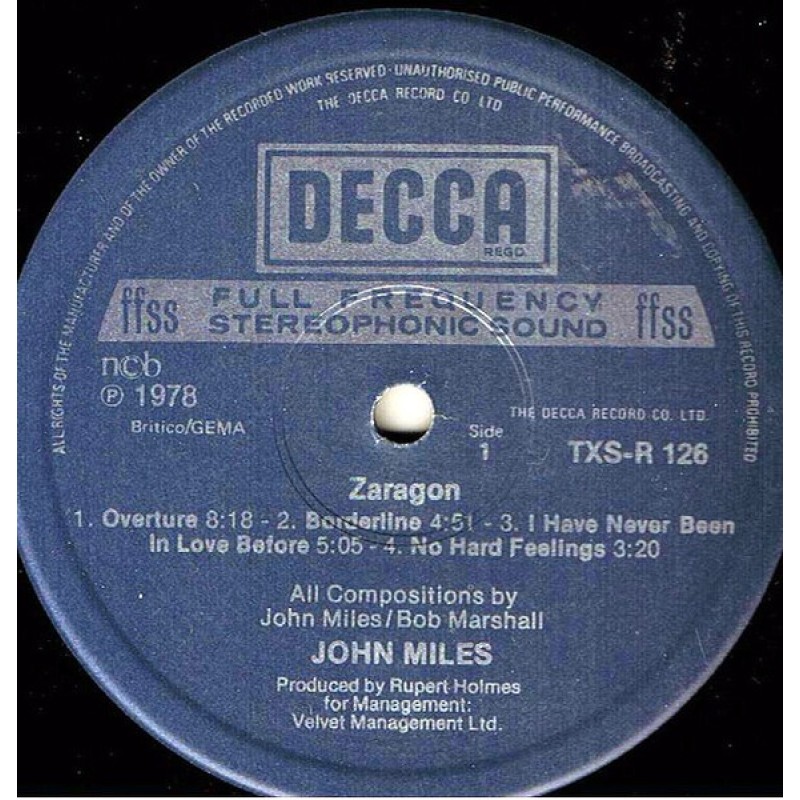 ALL RIGHTS OF THE MANUFACTURER AND OF THE OWNER OF THE RECORDED WORK RESERVED · UNAUTHORISED PUBLIC PERFORMANCE BROADCASTING AND COPYING OF THIS RECORD PROHIBITED
THE DECCA RECORD CO LTD
DECCA
REGD.
ffss FULL FREQUENCY ffss
STEREOPHONIC SOUND
ncb
℗ 1978
Britico/GEMA
THE DECCA RECORD CO. LTD.
Side
1
TXS-R 126
Zaragon
1. Overture 8:18 - 2. Borderline 4:51 - 3. I Have Never Been
In Love Before 5:05 - 4. No Hard Feelings 3:20
All Compositions by
John Miles/Bob Marshall
JOHN MILES
Produced by Rupert Holmes
for Management:
Velvet Management Ltd.